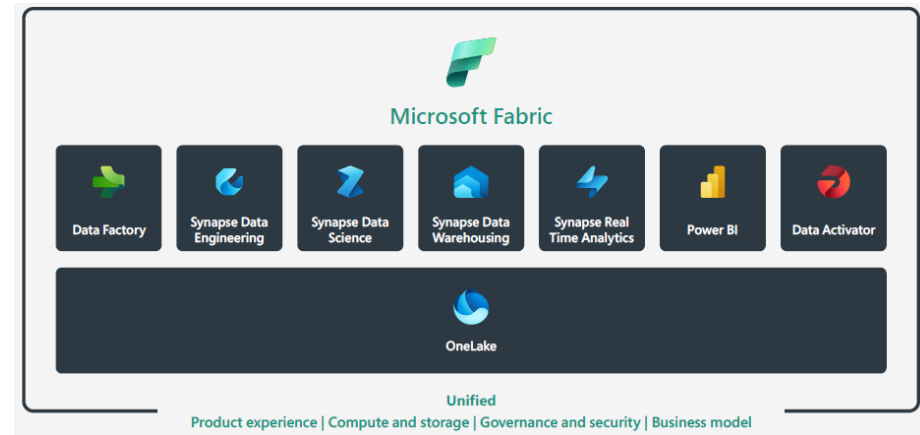 Microsoft Fabric
Data Factory
Synapse Data
Engineering
Synapse Data
Science
Synapse Data
Warehousing
Synapse Real
Time Analytics
Power BI
Data Activator
OneLake
Unified
Product experience | Compute and storage | Governance and security | Business model